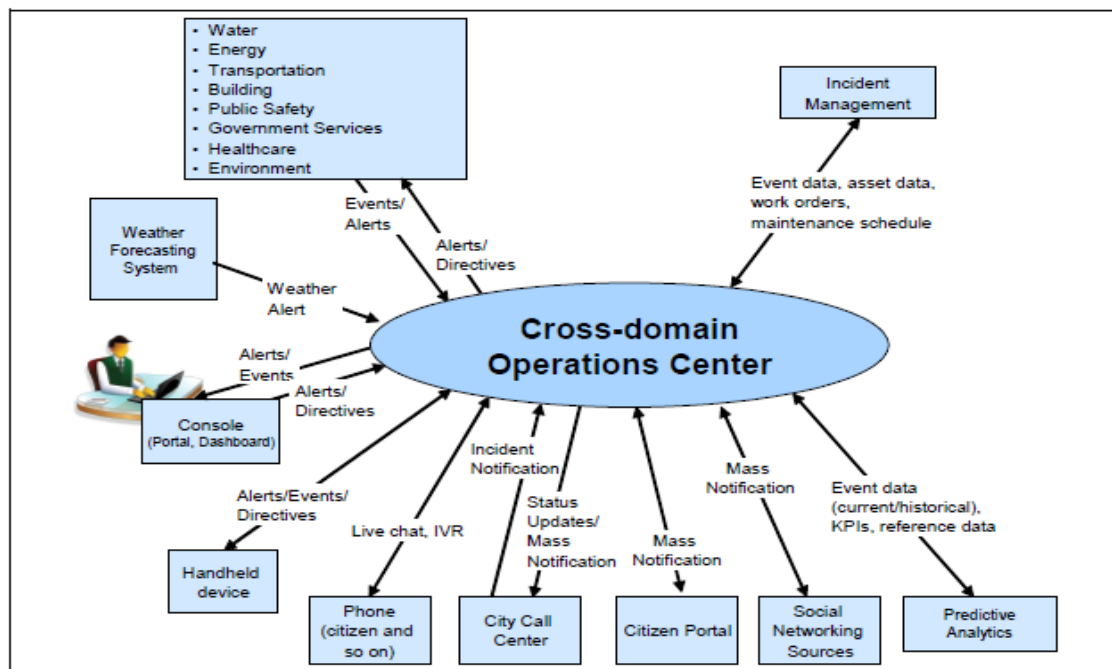 • Water
• Energy
• Transportation
• Building
• Public Safety
• Government Services
• Healthcare
• Environment
Incident
Management
Events/
Alerts
Alerts/
Directives
Event data, asset data,
work orders,
maintenance schedule
Weather
Forecasting
System
Weather
Alert
Cross-domain
Operations Center
Alerts/
Events
Alerts/
Directives
Console
(Portal, Dashboard)
Alerts/Events/
Directives
Handheld
device
Live chat, IVR
Phone
(citizen and
so on)
Incident
Notification
Status
Updates/
Mass
Notification
City Call
Center
Mass
Notification
Citizen Portal
Mass
Notification
Social
Networking
Sources
Event data
(current/historical),
KPIs, reference data
Predictive
Analytics